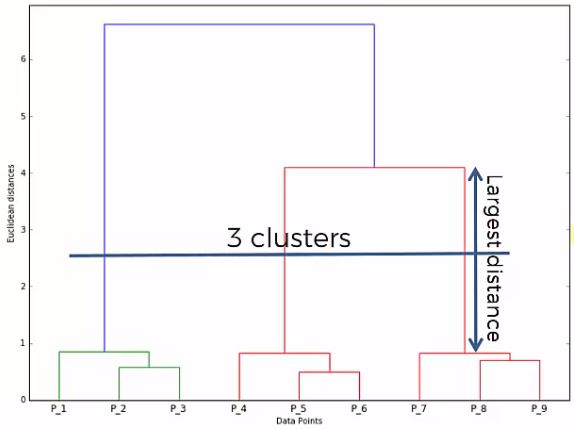 6
5
4
3
2
1
0
Euclidean distances
3 clusters
Largest distance
P_1 P_2 P_3 P_4 P_5 P_6 P_7 P_8 P_9
Data Points